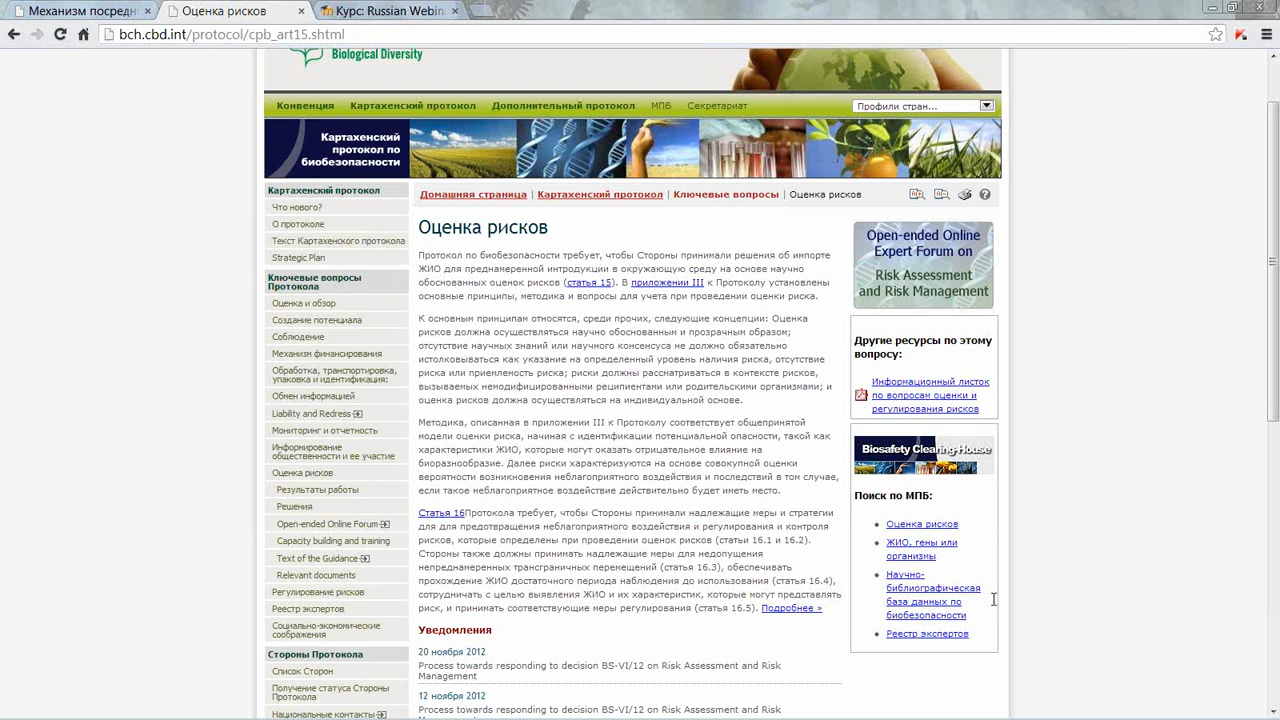 Механизм посредн
Оценка рисков
Курс: Russian Webin
bch.cbd.int/protocol/cpb_art15.shtml
Biological Diversity
Конвенция Картахенский протокол Дополнительный протокол МПБ Секретариат
Профили стран...
Картахенский
протокол по
биобезопасности
Картахенский протокол
Что нового?
О протоколе
Текст Картахенского протокола
Strategic Plan
Ключевые вопросы
Протокола
Оценка и обзор
Создание потенциала
Соблюдение
Механизм финансирования
Обработка, транспортировка,
упаковка и идентификация:
Обмен информацией
Liability and Redress
Мониторинг и отчетность
Информирование
общественности и ее участие
Оценка рисков
Результаты работы
Решения
Open-ended Online Forum
Capacity building and training
Text of the Guidance
Relevant documents
Регулирование рисков
Реестр экспертов
Социально-экономические
соображения
Стороны Протокола
Список Сторон
Получение статуса Стороны
Протокола
Национальные контакты
Домашняя страница | Картахенский протокол | Ключевые вопросы | Оценка рисков
Оценка рисков
Протокол по биобезопасности требует, чтобы Стороны принимали решения об импорте
ЖИО для преднамеренной интродукции в окружающую среду на основе научно
обоснованных оценок рисков (статья 15). В приложении III к Протоколу установлены
основные принципы, методика и вопросы для учета при проведении оценки риска.
К основным принципам относятся, среди прочих, следующие концепции: Оценка
рисков должна осуществляться научно обоснованным и прозрачным образом;
отсутствие научных знаний или научного консенсуса не должно обязательно
истолковываться как указание на определенный уровень наличия риска, отсутствие
риска или приемлемость риска; риски должны рассматриваться в контексте рисков,
вызываемых немодифицированными реципиентами или родительскими организмами; и
оценка рисков должна осуществляться на индивидуальной основе.
Методика, описанная в приложении III к Протоколу соответствует общепринятой
модели оценки риска, начиная с идентификации потенциальной опасности, такой как
характеристики ЖИО, которые могут оказать отрицательное влияние на
биоразнообразие. Далее риски характеризуются на основе совокупной оценки
вероятности возникновения неблагоприятного воздействия и последствий в том случае,
если такое неблагоприятное воздействие действительно будет иметь место.
Статья 16Протокола требует, чтобы Стороны принимали надлежащие меры и стратегии
для для предотвращения неблагоприятного воздействия и регулирования и контроля
рисков, которые определены при проведении оценок рисков (статьи 16.1 и 16.2).
Стороны также должны принимать надлежащие меры для недопущения
непреднамеренных трансграничных перемещений (статья 16.3), обеспечивать
прохождение ЖИО достаточного периода наблюдения до использования (статья 16.4),
сотрудничать с целью выявления ЖИО и их характеристик, которые могут представлять
риск, и принимать соответствующие меры регулирования (статья 16.5). Подробнее »
Уведомления
20 ноября 2012
Process towards responding to decision BS-VI/12 on Risk Assessment and Risk
Management
12 ноября 2012
Process towards responding to decision BS-VI/12 on Risk Assessment and Risk
Open-ended Online
Expert Forum on
Risk Assessment
and Risk Management
Другие ресурсы по этому
вопросу:
Информационный листок
по вопросам оценки и
регулирования рисков
Biosafety Clearing-House
Поиск по МПБ:
Оценка рисков
ЖИО, гены или
организмы
Научно-
библиографическая
база данных по
биобезопасности
Реестр экспертов